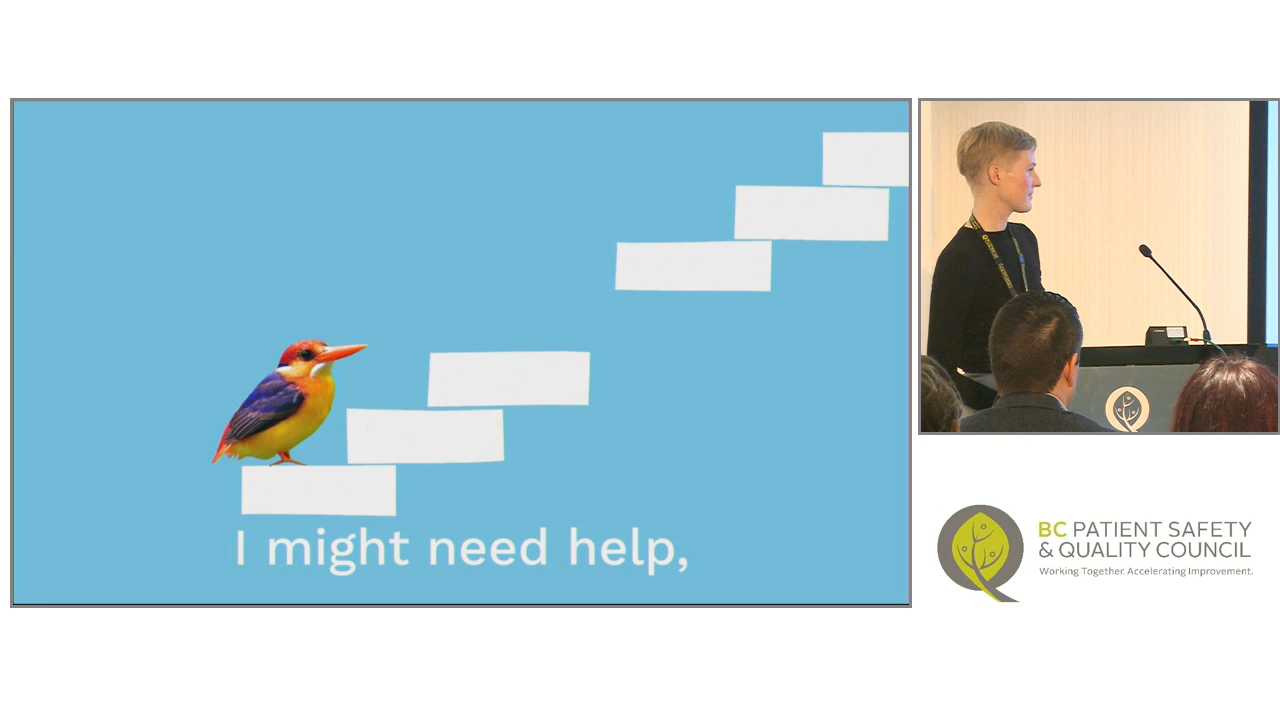 I might need help,
BC PATIENT SAFETY
& QUALITY COUNCIL
Working Together. Accelerating Improvement.